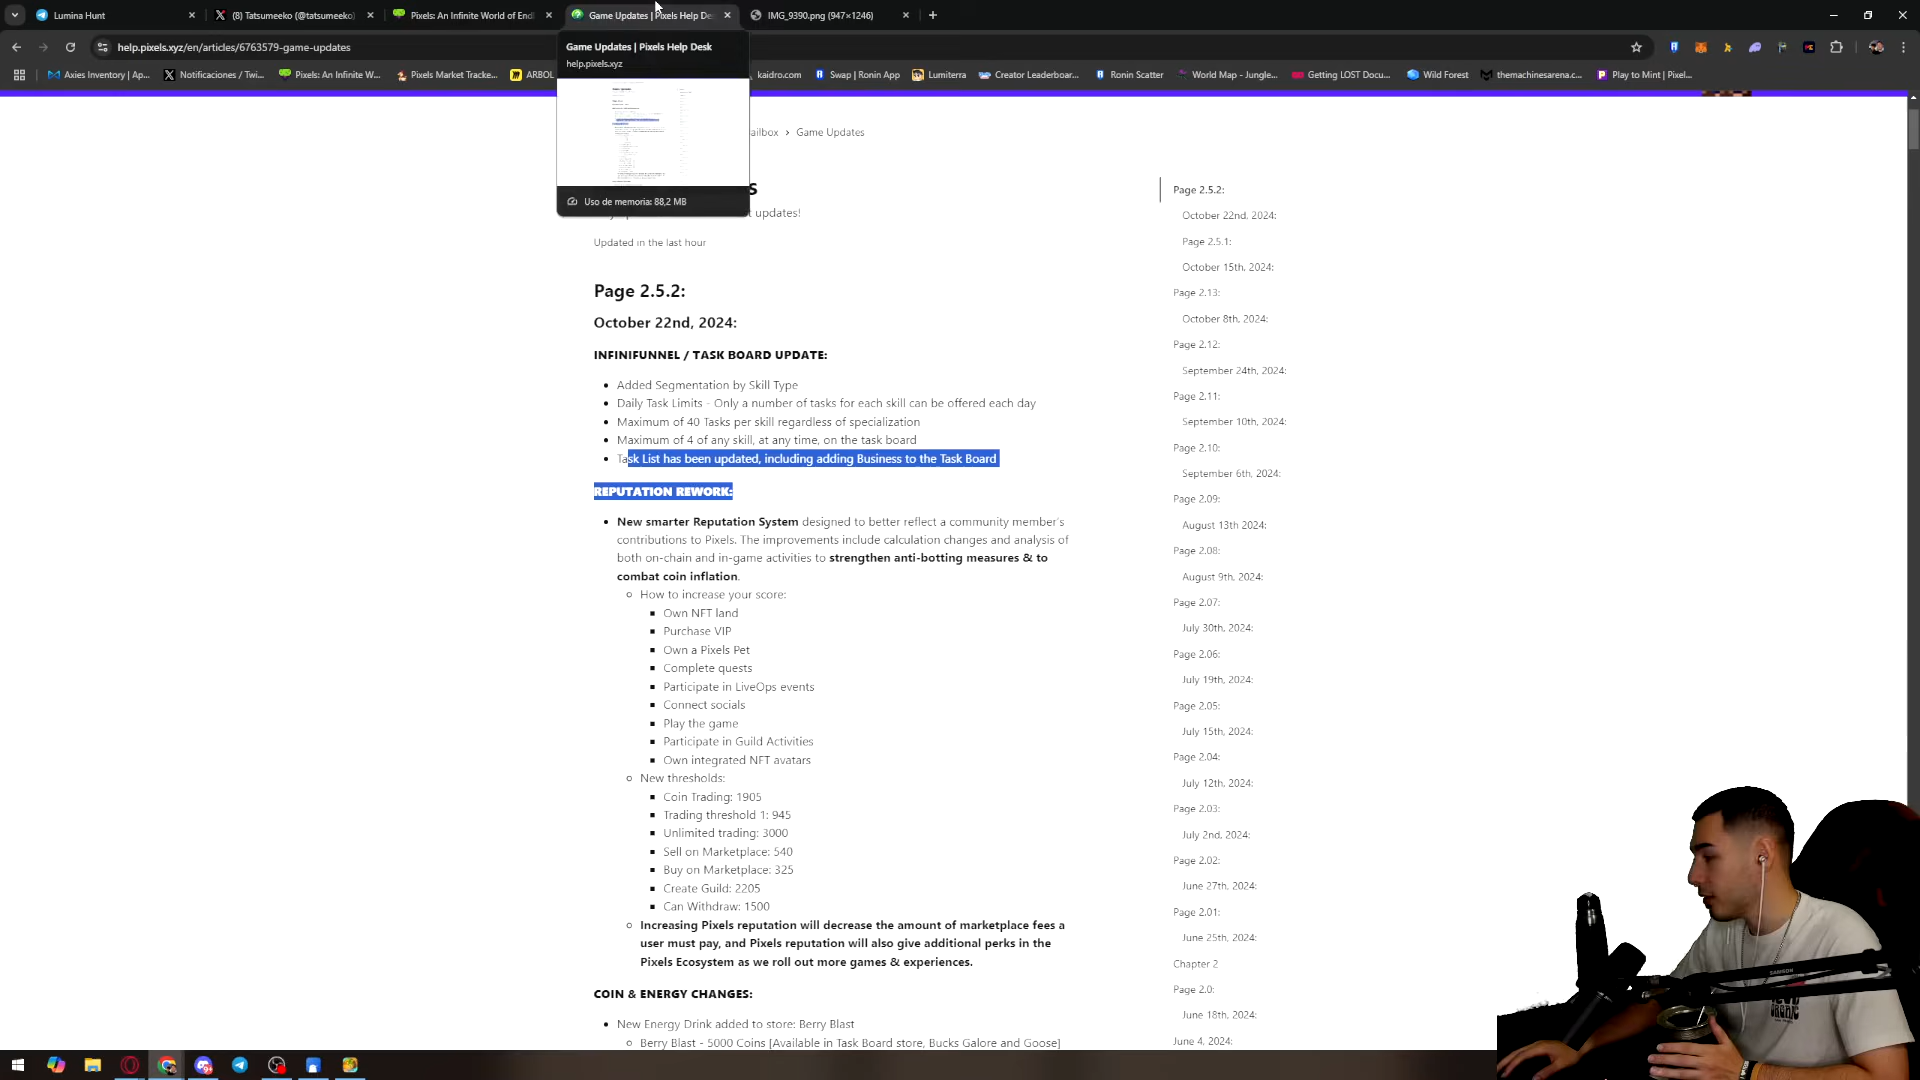 Lumina Hunt
(8) Tatsumeeko (@tatsumeeko)
Pixels: An Infinite World of End
Game Updates | Pixels Help De
IMG_9390.png (947×1246)
help.pixels.xyz/en/articles/6763579-game-updates
Game Updates | Pixels Help Desk
help.pixels.xyz
Axies Inventory | Ap...
Notificaciones / Twi...
Pixels: An Infinite W...
Pixels Market Tracke...
ARBOL
kaidro.com
Swap | Ronin App
Lumiterra
Creator Leaderboar...
Ronin Scatter
World Map - Jungle...
Getting LOST Docu...
Wild Forest
themachinesarena.c...
Play to Mint | Pixel...
Uso de memoria: 88,2 MB
ailbox > Game Updates
s
t updates!
Updated in the last hour
Page 2.5.2:
October 22nd, 2024:
INFINIFUNNEL / TASK BOARD UPDATE:
Added Segmentation by Skill Type
Daily Task Limits - Only a number of tasks for each skill can be offered each day
Maximum of 40 Tasks per skill regardless of specialization
Maximum of 4 of any skill, at any time, on the task board
Task List has been updated, including adding Business to the Task Board
REPUTATION REWORK:
New smarter Reputation System designed to better reflect a community member's
contributions to Pixels. The improvements include calculation changes and analysis of
both on-chain and in-game activities to strengthen anti-botting measures & to
combat coin inflation.
How to increase your score:
Own NFT land
Purchase VIP
Own a Pixels Pet
Complete quests
Participate in LiveOps events
Connect socials
Play the game
Participate in Guild Activities
Own integrated NFT avatars
New thresholds:
Coin Trading: 1905
Trading threshold 1: 945
Unlimited trading: 3000
Sell on Marketplace: 540
Buy on Marketplace: 325
Create Guild: 2205
Can Withdraw: 1500
Increasing Pixels reputation will decrease the amount of marketplace fees a
user must pay, and Pixels reputation will also give additional perks in the
Pixels Ecosystem as we roll out more games & experiences.
COIN & ENERGY CHANGES:
New Energy Drink added to store: Berry Blast
Berry Blast - 5000 Coins [Available in Task Board store, Bucks Galore and Goose]
Page 2.5.2:
October 22nd, 2024:
Page 2.5.1:
October 15th, 2024:
Page 2.13:
October 8th, 2024:
Page 2.12:
September 24th, 2024:
Page 2.11:
September 10th, 2024:
Page 2.10:
September 6th, 2024:
Page 2.09:
August 13th 2024:
Page 2.08:
August 9th, 2024:
Page 2.07:
July 30th, 2024:
Page 2.06:
July 19th, 2024:
Page 2.05:
July 15th, 2024:
Page 2.04:
July 12th, 2024:
Page 2.03:
July 2nd, 2024:
Page 2.02:
June 27th, 2024:
Page 2.01:
June 25th, 2024:
Chapter 2
Page 2.0:
June 18th, 2024:
June 4, 2024:
SAMSON